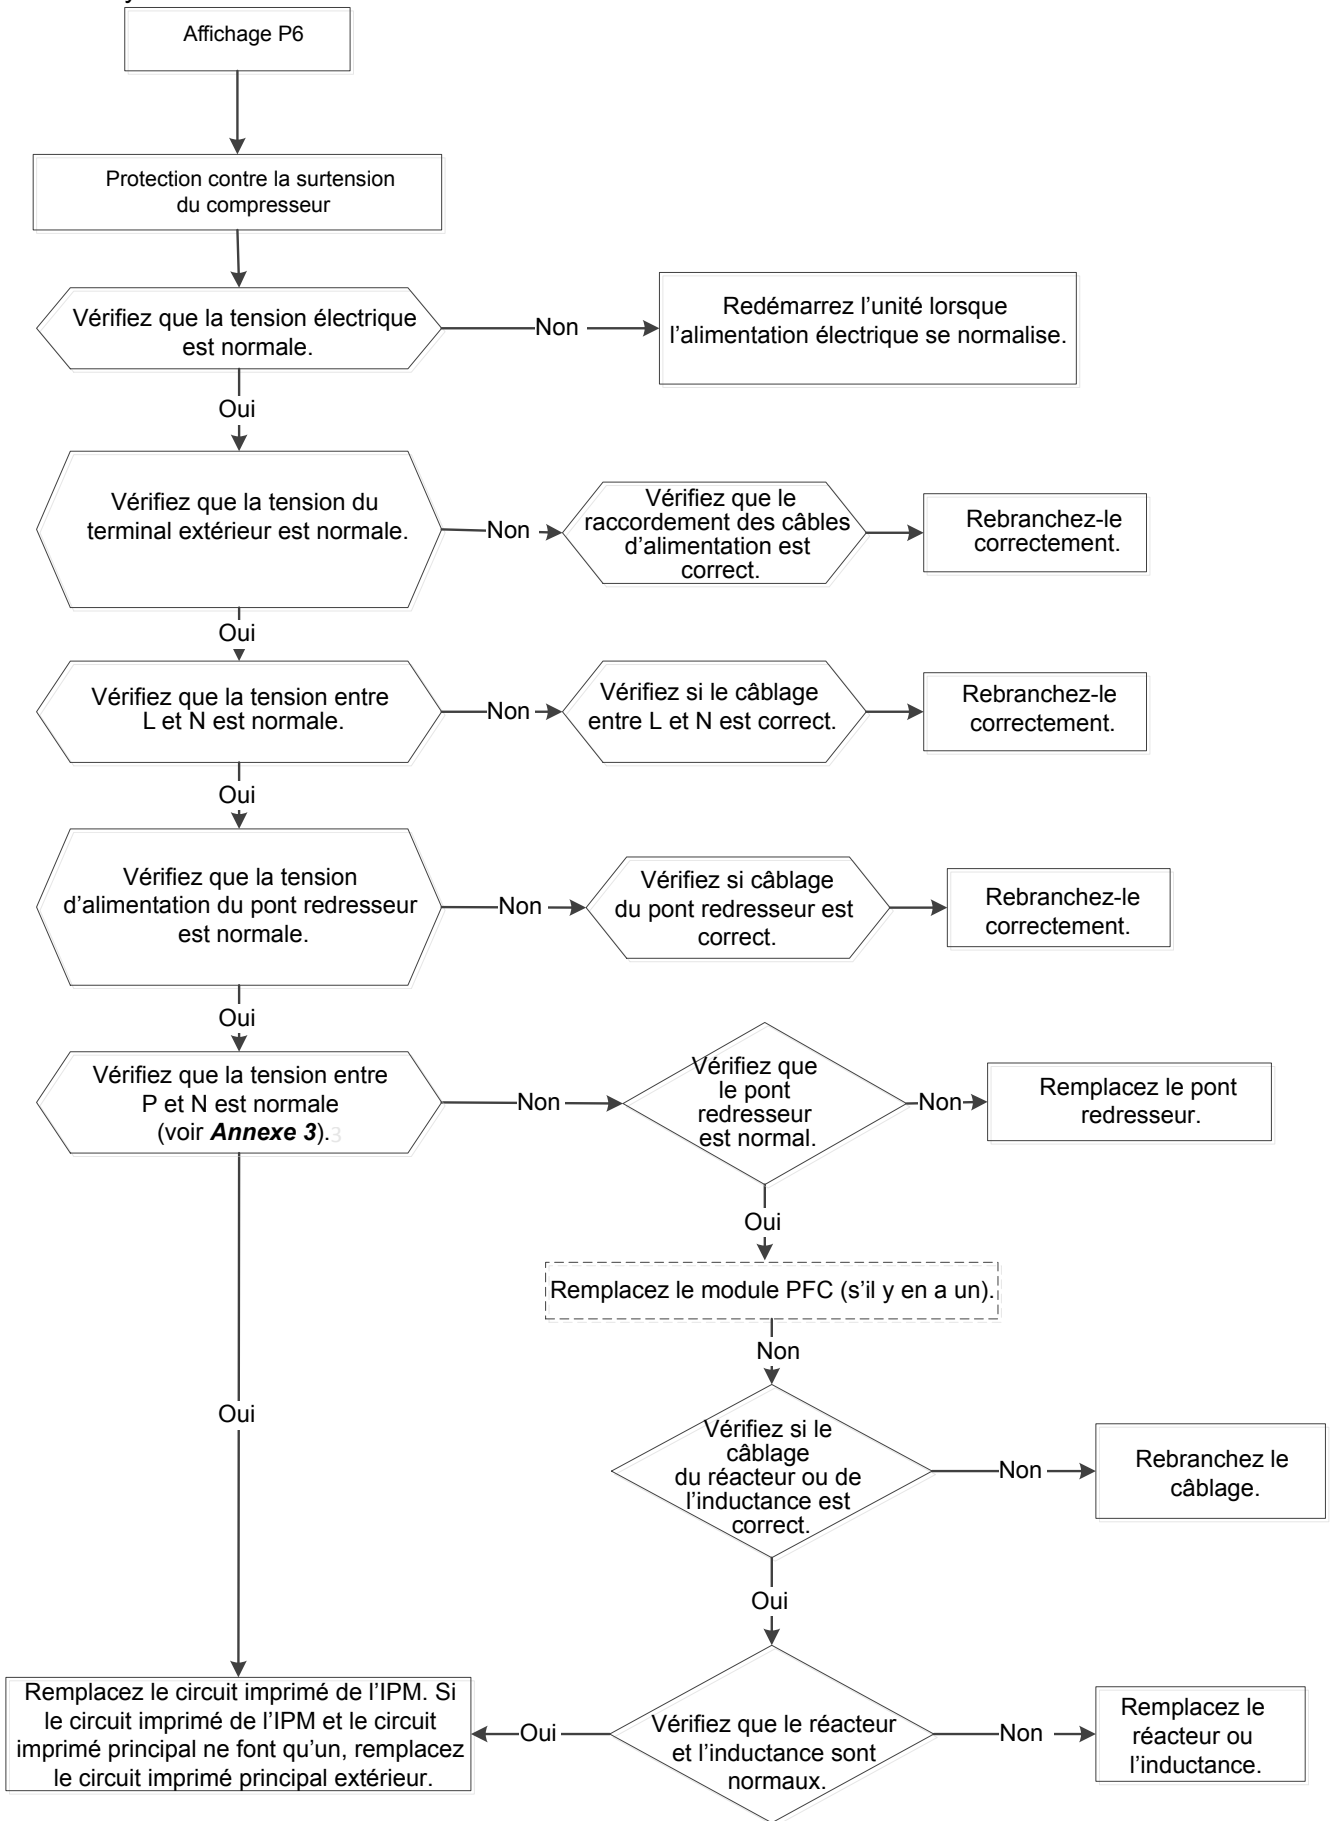 Affichage P6
Protection contre la surtension
du compresseur
Vérifiez que la tension électrique
est normale.
Non
Redémarrez l’unité lorsque
l’alimentation électrique se normalise.
Oui
Vérifiez que la tension du
terminal extérieur est normale.
Non
Vérifiez que le
raccordement des câbles
d’alimentation est
correct.
Rebranchez-le
correctement.
Oui
Vérifiez que la tension entre
L et N est normale.
Non
Vérifiez si le câblage
entre L et N est correct.
Rebranchez-le
correctement.
Oui
Vérifiez que la tension
d’alimentation du pont redresseur
est normale.
Non
Vérifiez si câblage
du pont redresseur est
correct.
Rebranchez-le
correctement.
Oui
Vérifiez que la tension entre
P et N est normale
(voir Annexe 3).3
Non
Vérifiez que
le pont
redresseur
est normal.
Non
Remplacez le pont
redresseur.
Oui
Remplacez le module PFC (s’il y en a un).
Non
Vérifiez si le
câblage
du réacteur ou de
l’inductance est
correct.
Non
Rebranchez le
câblage.
Oui
Oui
Vérifiez que le réacteur
et l’inductance sont
normaux.
Non
Remplacez le
réacteur ou
l’inductance.
Oui
Remplacez le circuit imprimé de l’IPM. Si
le circuit imprimé de l’IPM et le circuit
imprimé principal ne font qu’un, remplacez
le circuit imprimé principal extérieur.